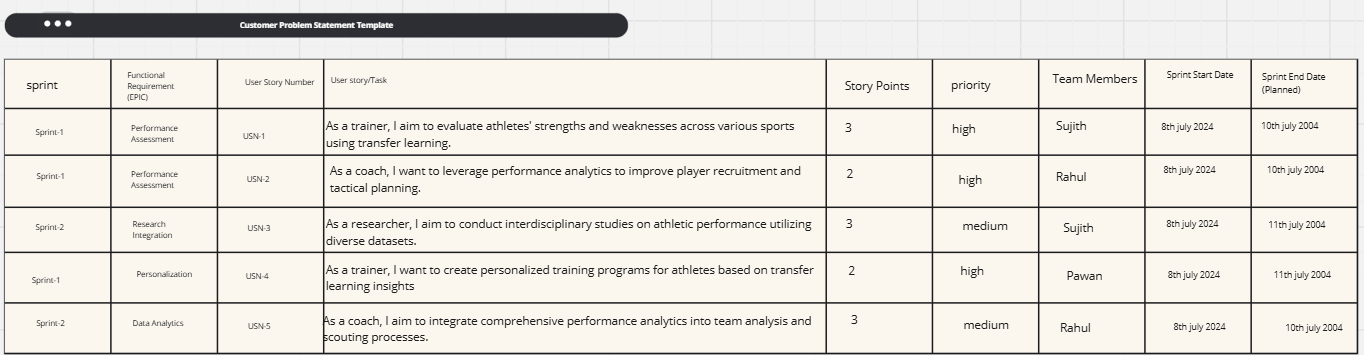 Customer Problem Statement Template
sprint
Functional
Requirement
(EPIC)
User Story Number
User story/Task
Story Points
priority
Team Members
Sprint Start Date
Sprint End Date
(Planned)
Sprint-1
Performance
Assessment
USN-1
As a trainer, I aim to evaluate athletes' strengths and weaknesses across various sports
using transfer learning.
3
high
Sujith
8th july 2024
10th july 2004
Sprint-1
Performance
Assessment
USN-2
As a coach, I want to leverage performance analytics to improve player recruitment and
tactical planning.
2
high
Rahul
8th july 2024
10th july 2004
Sprint-2
Research
Integration
USN-3
As a researcher, I aim to conduct interdisciplinary studies on athletic performance utilizing
diverse datasets.
3
medium
Sujith
8th july 2024
11th july 2004
Sprint-1
Personalization
USN-4
As a trainer, I want to create personalized training programs for athletes based on transfer
learning insights
2
high
Pawan
8th july 2024
11th july 2004
Sprint-2
Data Analytics
USN-5
As a coach, I aim to integrate comprehensive performance analytics into team analysis and
scouting processes.
3
medium
Rahul
8th july 2024
10th july 2004